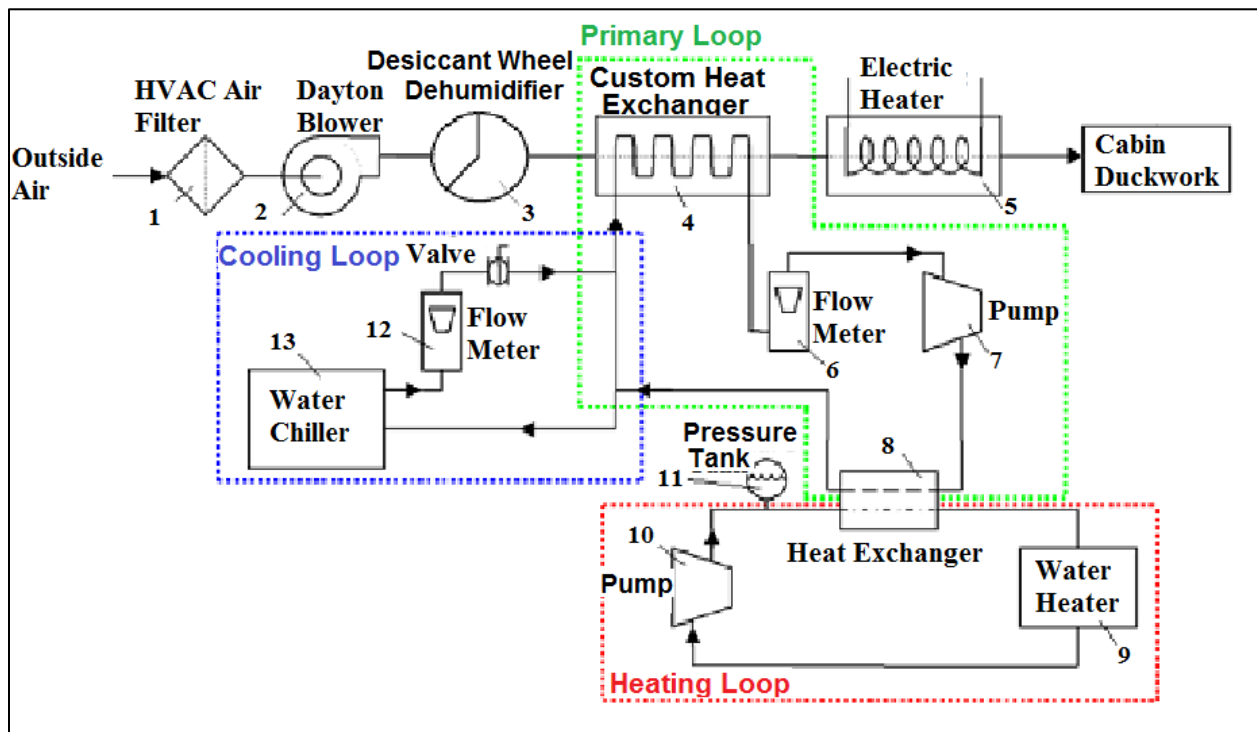 Primary Loop
Desiccant Wheel
Dehumidifier
HVAC Air
Filter
Dayton
Blower
Custom Heat
Exchanger
Electric
Heater
Outside
Air
Cabin
Duckwork
1
2
3
4
5
Cooling Loop
Valve
12
Flow
Meter
13
Water
Chiller
Flow
Meter
6
Pump
7
Pressure
Tank
11
8
Heat Exchanger
10
Pump
Water
Heater
9
Heating Loop